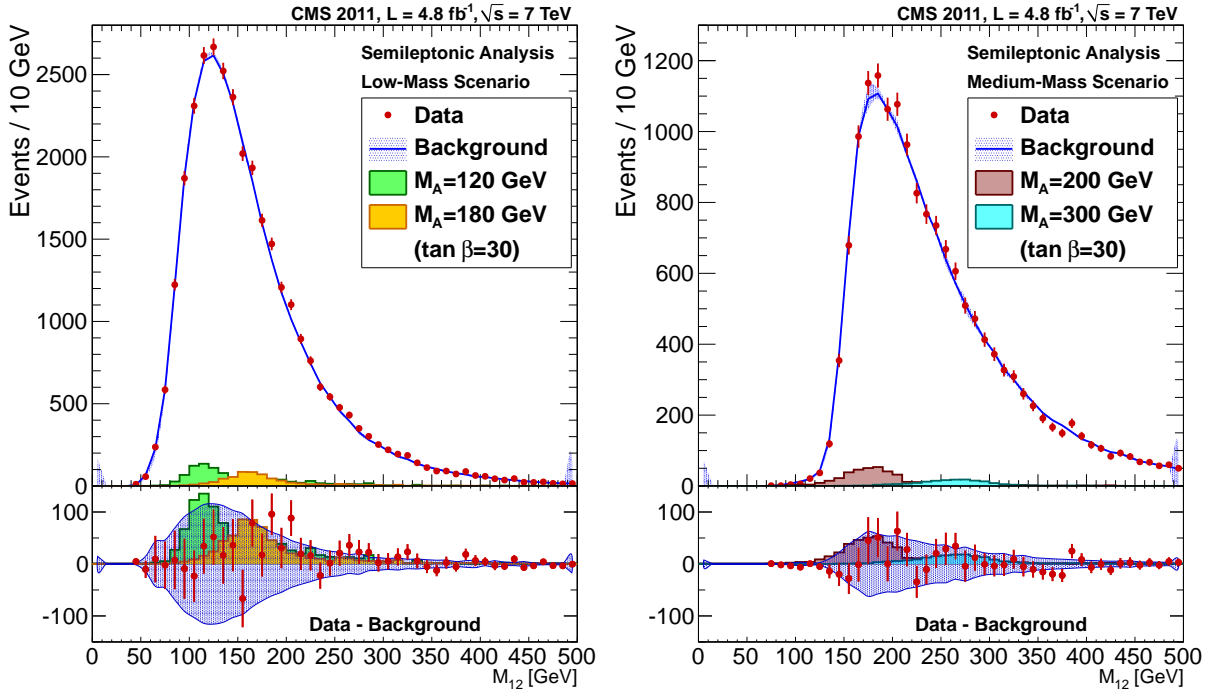 CMS 2011, L = 4.8 fb⁻¹, √s = 7 TeV
Events / 10 GeV
2500
2000
1500
1000
500
0
Semileptonic Analysis
Low-Mass Scenario
Data
Background
M_A=120 GeV
M_A=180 GeV
(tan β=30)
100
0
-100
Data - Background
0 50 100 150 200 250 300 350 400 450 500
M₁₂ [GeV]
CMS 2011, L = 4.8 fb⁻¹, √s = 7 TeV
Events / 10 GeV
1200
1000
800
600
400
200
0
Semileptonic Analysis
Medium-Mass Scenario
Data
Background
M_A=200 GeV
M_A=300 GeV
(tan β=30)
100
0
-100
Data - Background
0 50 100 150 200 250 300 350 400 450 500
M₁₂ [GeV]